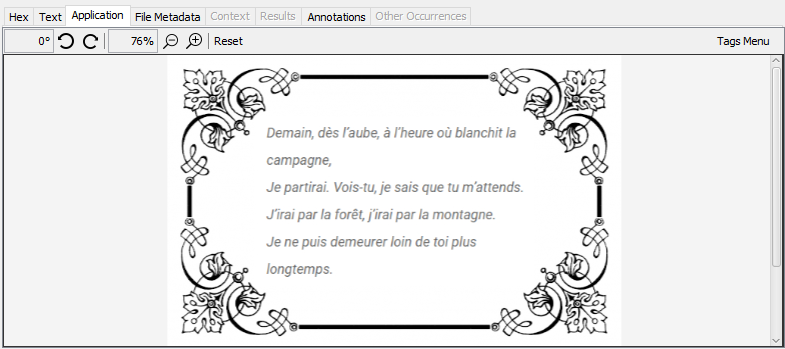 Hex Text Application File Metadata Context Results Annotations Other Occurrences
0° 76% Reset Tags Menu
Demain, dès l'aube, à l'heure où blanchit la
campagne,
Je partirai. Vois-tu, je sais que tu m'attends.
J'irai par la forêt, j'irai par la montagne.
Je ne puis demeurer loin de toi plus
longtemps.